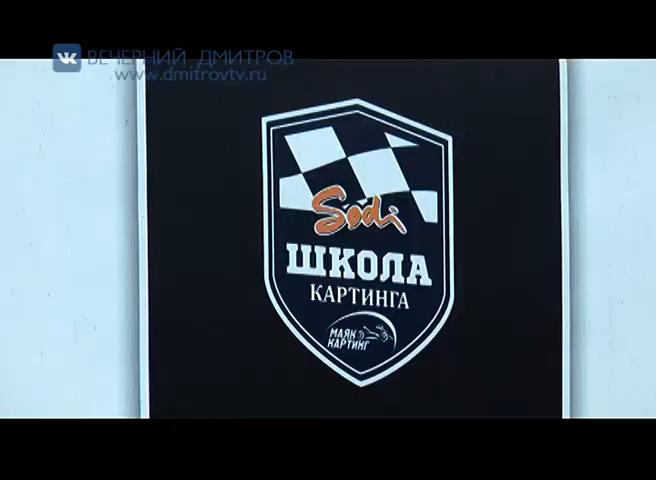 ВЕЧЕРНИЙ ДМИТРОВ
www.dmitrovtv.ru
Sodi
ШКОЛА
КАРТИНГА
МАЯК
КАРТИНГ